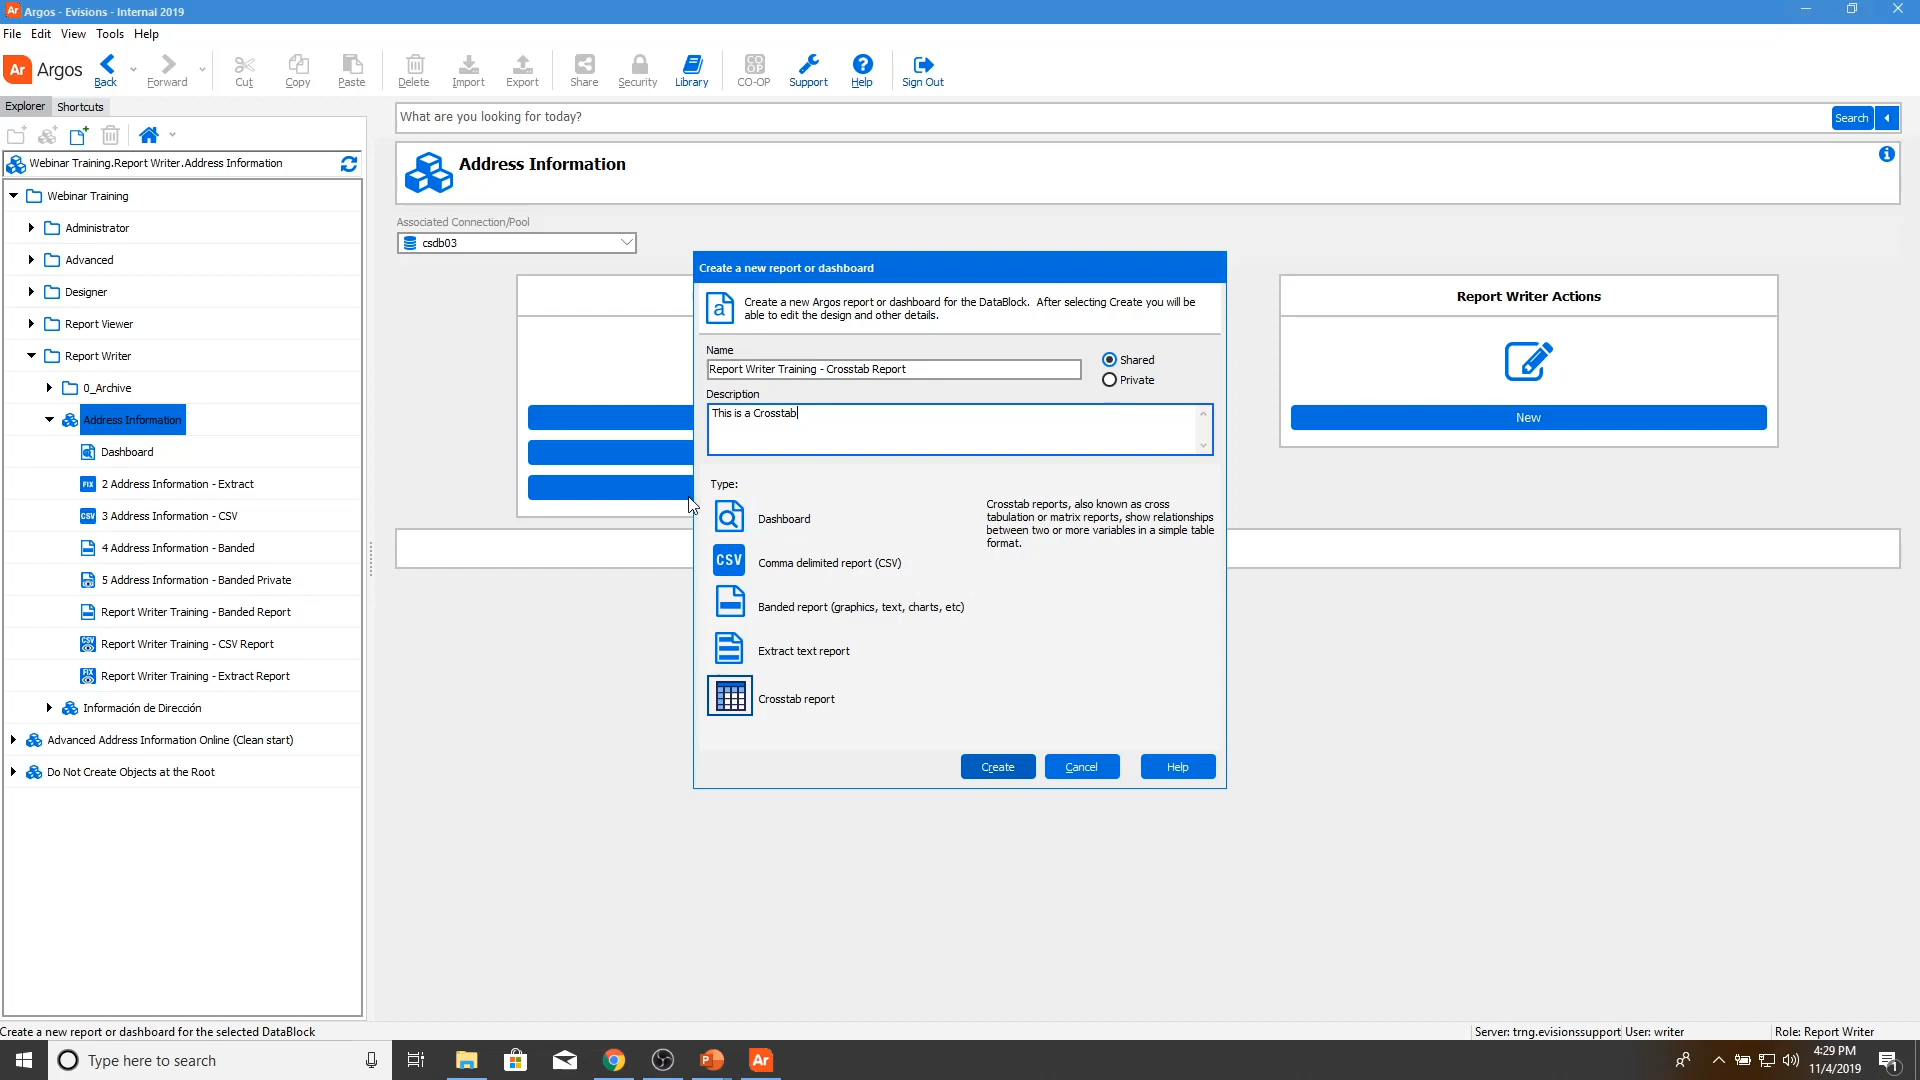 Ar Argos - Evisions - Internal 2019
File Edit View Tools Help
Ar Argos
Back Forward Cut Copy Paste Delete Import Export Share Security Library CO-OP Support Help Sign Out
Explorer Shortcuts
What are you looking for today?
Search
Webinar Training.Report Writer.Address Information
Address Information
Associated Connection/Pool
csdb03
Webinar Training
Administrator
Advanced
Designer
Report Viewer
Report Writer
0_Archive
Address Information
Dashboard
FIX 2 Address Information - Extract
CSV 3 Address Information - CSV
4 Address Information - Banded
5 Address Information - Banded Private
Report Writer Training - Banded Report
CSV Report Writer Training - CSV Report
FIX Report Writer Training - Extract Report
Información de Dirección
Advanced Address Information Online (Clean start)
Do Not Create Objects at the Root
Create a new report or dashboard
a Create a new Argos report or dashboard for the DataBlock. After selecting Create you will be
able to edit the design and other details.
Name
Report Writer Training - Crosstab Report
Shared
Private
Description
This is a Crosstab
Type:
Dashboard
CSV Comma delimited report (CSV)
Banded report (graphics, text, charts, etc)
Extract text report
Crosstab report
Crosstab reports, also known as cross
tabulation or matrix reports, show relationships
between two or more variables in a simple table
format.
Create Cancel Help
Report Writer Actions
New
Create a new report or dashboard for the selected DataBlock
Server: trng.evisionssupport User: writer Role: Report Writer
Type here to search
P
Ar
4:29 PM
11/4/2019
1